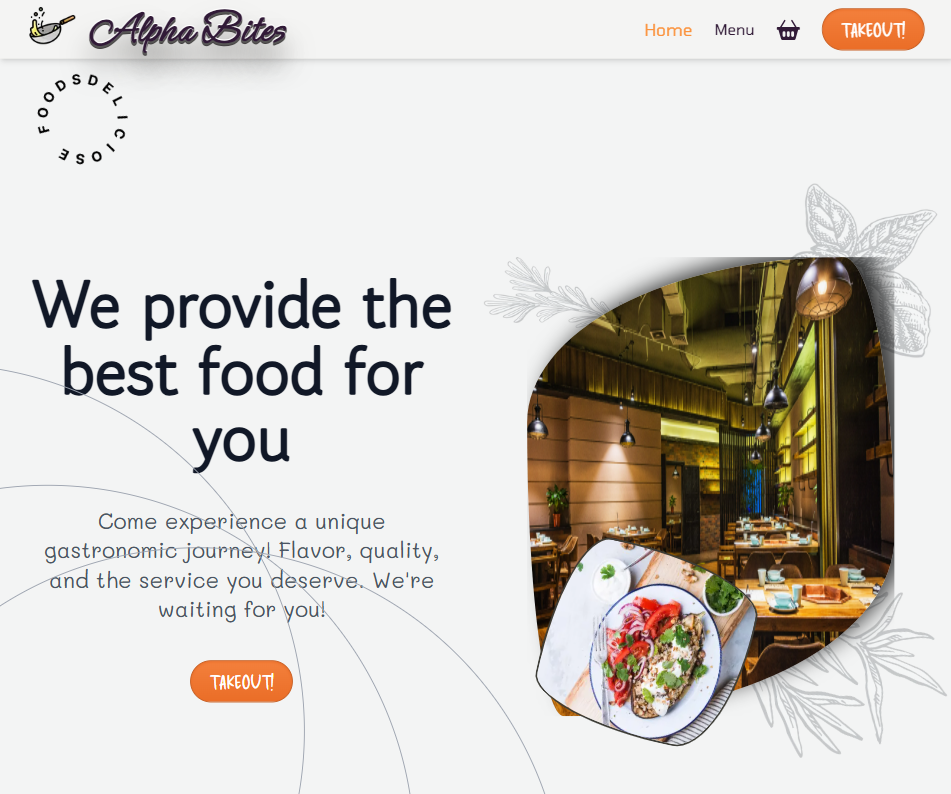 Alpha Bites
Home
Menu
TAKEOUT!
FOODSDELICIOSE
We provide the
best food for
you
Come experience a unique
gastronomic journey! Flavor, quality,
and the service you deserve. We're
waiting for you!
TAKEOUT!